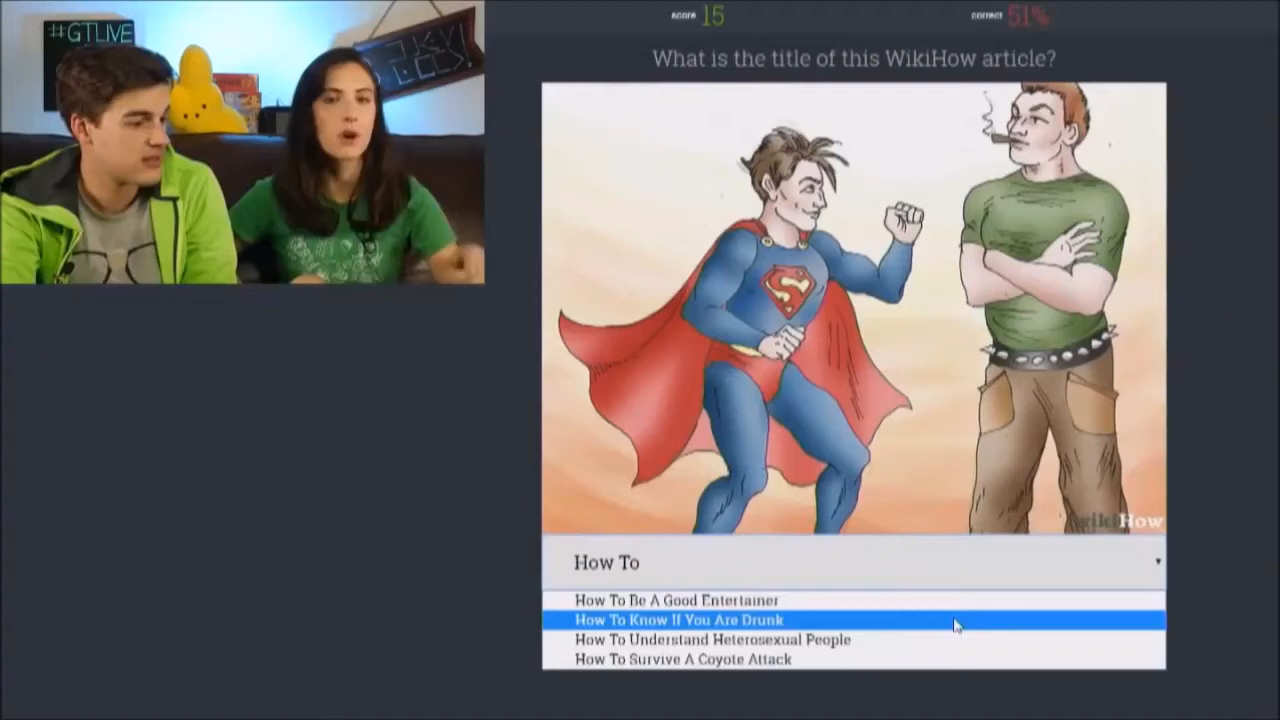 #GTLIVE
score 15
correct 51%
What is the title of this WikiHow article?
S
wikiHow
How To
How To Be A Good Entertainer
How To Know If You Are Drunk
How To Understand Heterosexual People
How To Survive A Coyote Attack